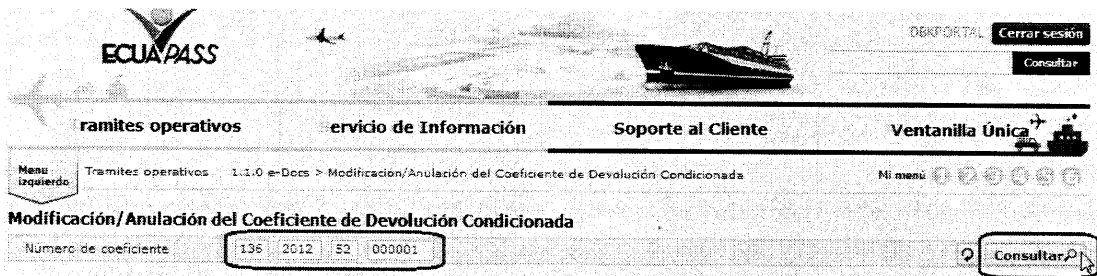 ECUAPASS
DBKPORTAL Cerrar sesión
Consultar
Tramites operativos Servicio de Información Soporte al Cliente Ventanilla Única
Menu izquierdo Tramites operativos 1.1.0 e-Docs > Modificación/Anulación del Coeficiente de Devolución Condicionada Mi menú
Modificación/Anulación del Coeficiente de Devolución Condicionada
Número de coeficiente 136 2012 52 000001 Consultar